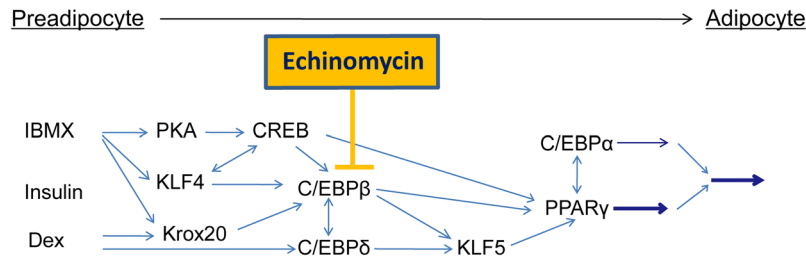 Preadipocyte Adipocyte
Echinomycin
IBMX PKA CREB C/EBPα
KLF4
Insulin C/EBPβ PPARγ
Dex Krox20 C/EBPδ KLF5